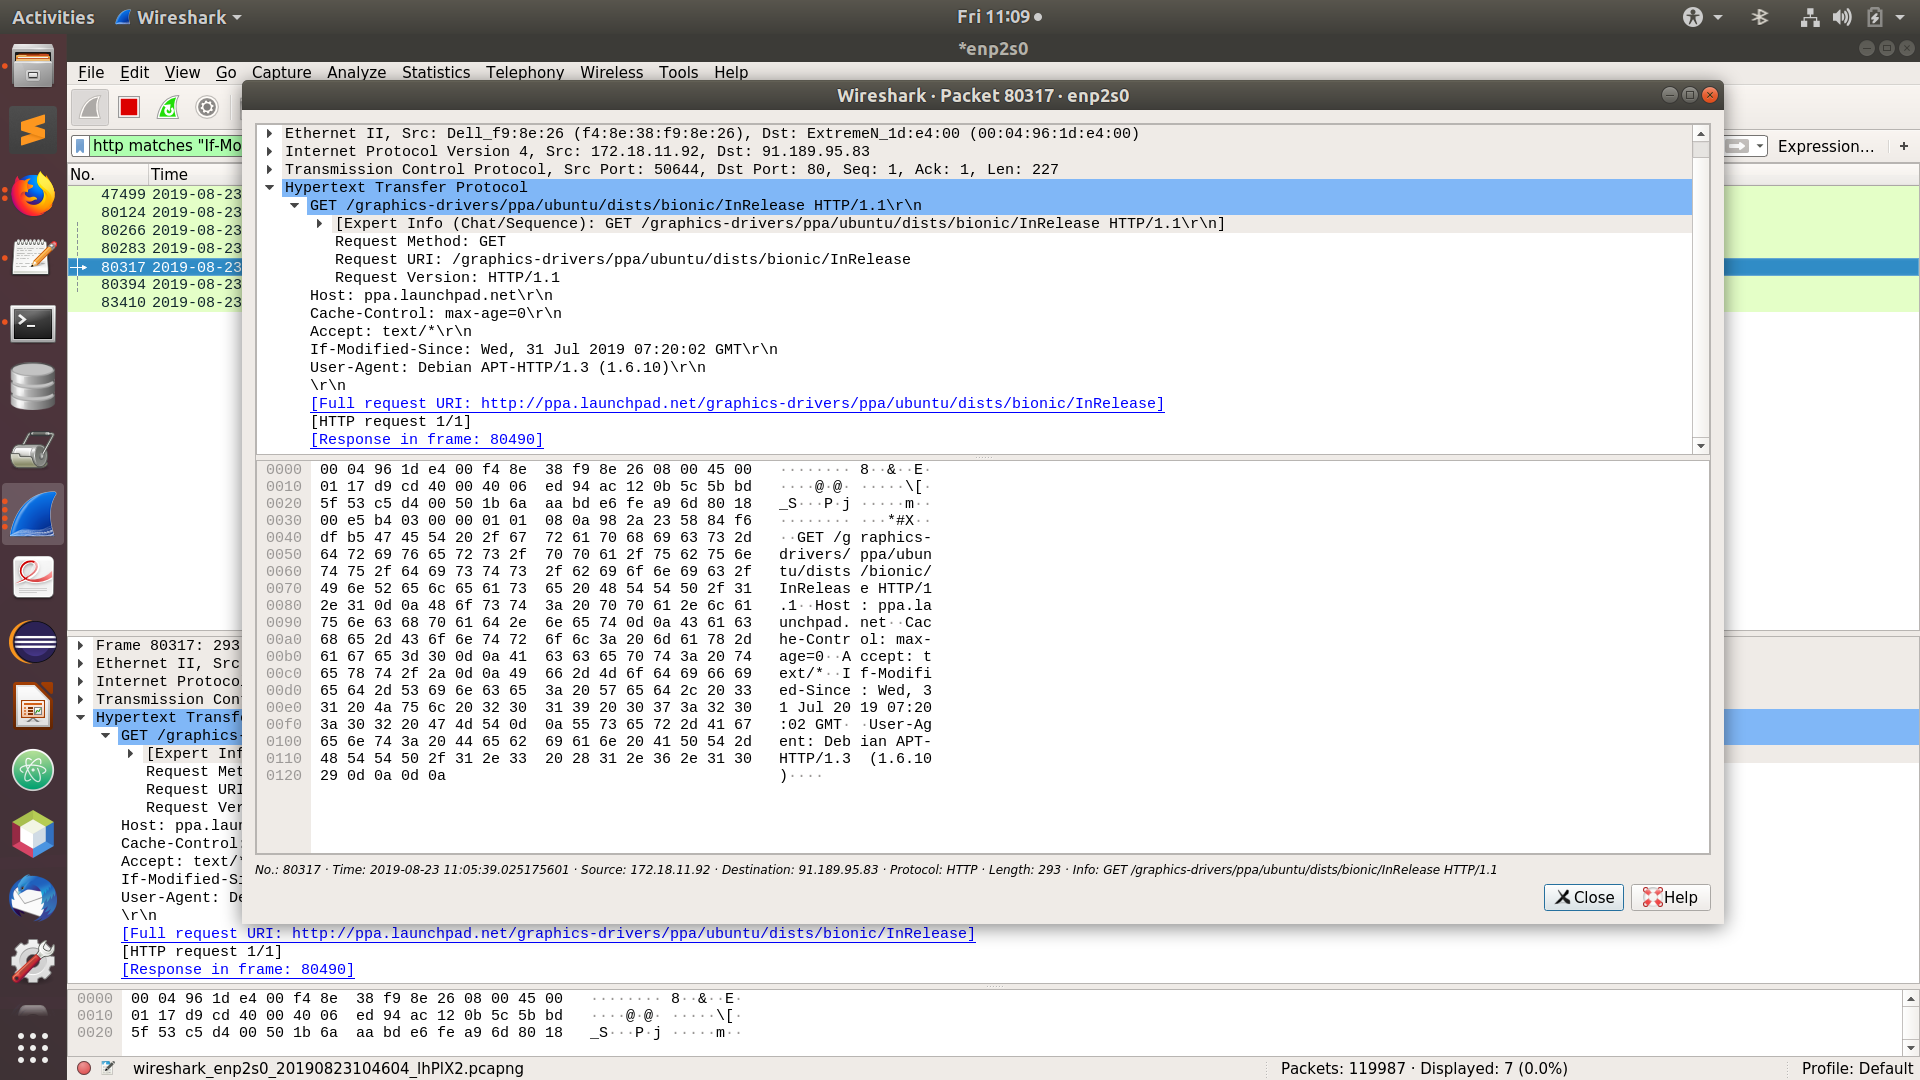 Activities
Wireshark
Fri 11:09
*enp2s0
File Edit View Go Capture Analyze Statistics Telephony Wireless Tools Help
Wireshark · Packet 80317 · enp2s0
http matches "If-Mo
Expression…
+
No. Time
47499 2019-08-23
80124 2019-08-23
80266 2019-08-23
80283 2019-08-23
80317 2019-08-23
80394 2019-08-23
83410 2019-08-23
Ethernet II, Src: Dell_f9:8e:26 (f4:8e:38:f9:8e:26), Dst: ExtremeN_1d:e4:00 (00:04:96:1d:e4:00)
Internet Protocol Version 4, Src: 172.18.11.92, Dst: 91.189.95.83
Transmission Control Protocol, Src Port: 50644, Dst Port: 80, Seq: 1, Ack: 1, Len: 227
Hypertext Transfer Protocol
GET /graphics-drivers/ppa/ubuntu/dists/bionic/InRelease HTTP/1.1\r\n
[Expert Info (Chat/Sequence): GET /graphics-drivers/ppa/ubuntu/dists/bionic/InRelease HTTP/1.1\r\n]
Request Method: GET
Request URI: /graphics-drivers/ppa/ubuntu/dists/bionic/InRelease
Request Version: HTTP/1.1
Host: ppa.launchpad.net\r\n
Cache-Control: max-age=0\r\n
Accept: text/*\r\n
If-Modified-Since: Wed, 31 Jul 2019 07:20:02 GMT\r\n
User-Agent: Debian APT-HTTP/1.3 (1.6.10)\r\n
\r\n
[Full request URI: http://ppa.launchpad.net/graphics-drivers/ppa/ubuntu/dists/bionic/InRelease]
[HTTP request 1/1]
[Response in frame: 80490]
0000 00 04 96 1d e4 00 f4 8e 38 f9 8e 26 08 00 45 00 ········ 8··&··E·
0010 01 17 d9 cd 40 00 40 06 ed 94 ac 12 0b 5c 5b bd ····@·@· ·····\[·
0020 5f 53 c5 d4 00 50 1b 6a aa bd e6 fe a9 6d 80 18 _S···P·j ·····m··
0030 00 e5 b4 03 00 00 01 01 08 0a 98 2a 23 58 84 f6 ········ ···*#X··
0040 df b5 47 45 54 20 2f 67 72 61 70 68 69 63 73 2d ··GET /g raphics-
0050 64 72 69 76 65 72 73 2f 70 70 61 2f 75 62 75 6e drivers/ ppa/ubun
0060 74 75 2f 64 69 73 74 73 2f 62 69 6f 6e 69 63 2f tu/dists /bionic/
0070 49 6e 52 65 6c 65 61 73 65 20 48 54 54 50 2f 31 InReleas e HTTP/1
0080 2e 31 0d 0a 48 6f 73 74 3a 20 70 70 61 2e 6c 61 .1··Host : ppa.la
0090 75 6e 63 68 70 61 64 2e 6e 65 74 0d 0a 43 61 63 unchpad. net··Cac
00a0 68 65 2d 43 6f 6e 74 72 6f 6c 3a 20 6d 61 78 2d he-Contr ol: max-
00b0 61 67 65 3d 30 0d 0a 41 63 63 65 70 74 3a 20 74 age=0··A ccept: t
00c0 65 78 74 2f 2a 0d 0a 49 66 2d 4d 6f 64 69 66 69 ext/*··I f-Modifi
00d0 65 64 2d 53 69 6e 63 65 3a 20 57 65 64 2c 20 33 ed-Since : Wed, 3
00e0 31 20 4a 75 6c 20 32 30 31 39 20 30 37 3a 32 30 1 Jul 20 19 07:20
00f0 3a 30 32 20 47 4d 54 0d 0a 55 73 65 72 2d 41 67 :02 GMT· ·User-Ag
0100 65 6e 74 3a 20 44 65 62 69 61 6e 20 41 50 54 2d ent: Deb ian APT-
0110 48 54 54 50 2f 31 2e 33 20 28 31 2e 36 2e 31 30 HTTP/1.3 (1.6.10
0120 29 0d 0a 0d 0a )····
No.: 80317 · Time: 2019-08-23 11:05:39.025175601 · Source: 172.18.11.92 · Destination: 91.189.95.83 · Protocol: HTTP · Length: 293 · Info: GET /graphics-drivers/ppa/ubuntu/dists/bionic/InRelease HTTP/1.1
Close
Help
Frame 80317: 293
Ethernet II, Src
Internet Protoco
Transmission Con
Hypertext Transf
GET /graphics-
[Expert Inf
Request Met
Request URI
Request Ver
Host: ppa.laun
Cache-Control:
Accept: text/*
If-Modified-Si
User-Agent: De
\r\n
[Full request URI: http://ppa.launchpad.net/graphics-drivers/ppa/ubuntu/dists/bionic/InRelease]
[HTTP request 1/1]
[Response in frame: 80490]
0000 00 04 96 1d e4 00 f4 8e 38 f9 8e 26 08 00 45 00 ········ 8··&··E·
0010 01 17 d9 cd 40 00 40 06 ed 94 ac 12 0b 5c 5b bd ····@·@· ·····\[·
0020 5f 53 c5 d4 00 50 1b 6a aa bd e6 fe a9 6d 80 18 _S···P·j ·····m··
wireshark_enp2s0_20190823104604_lhPlX2.pcapng
Packets: 119987 · Displayed: 7 (0.0%)
Profile: Default